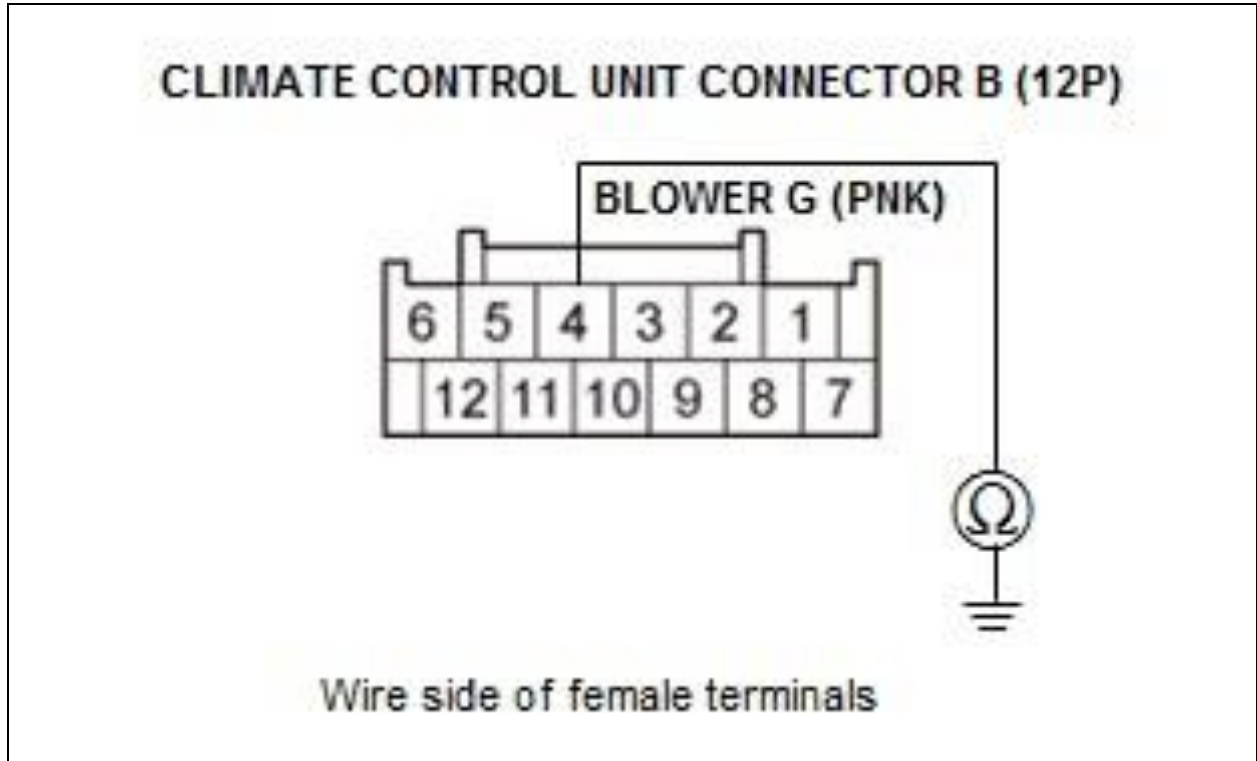 CLIMATE CONTROL UNIT CONNECTOR B (12P)
BLOWER G (PNK)
6 5 4 3 2 1
12 11 10 9 8 7
Ω
Wire side of female terminals